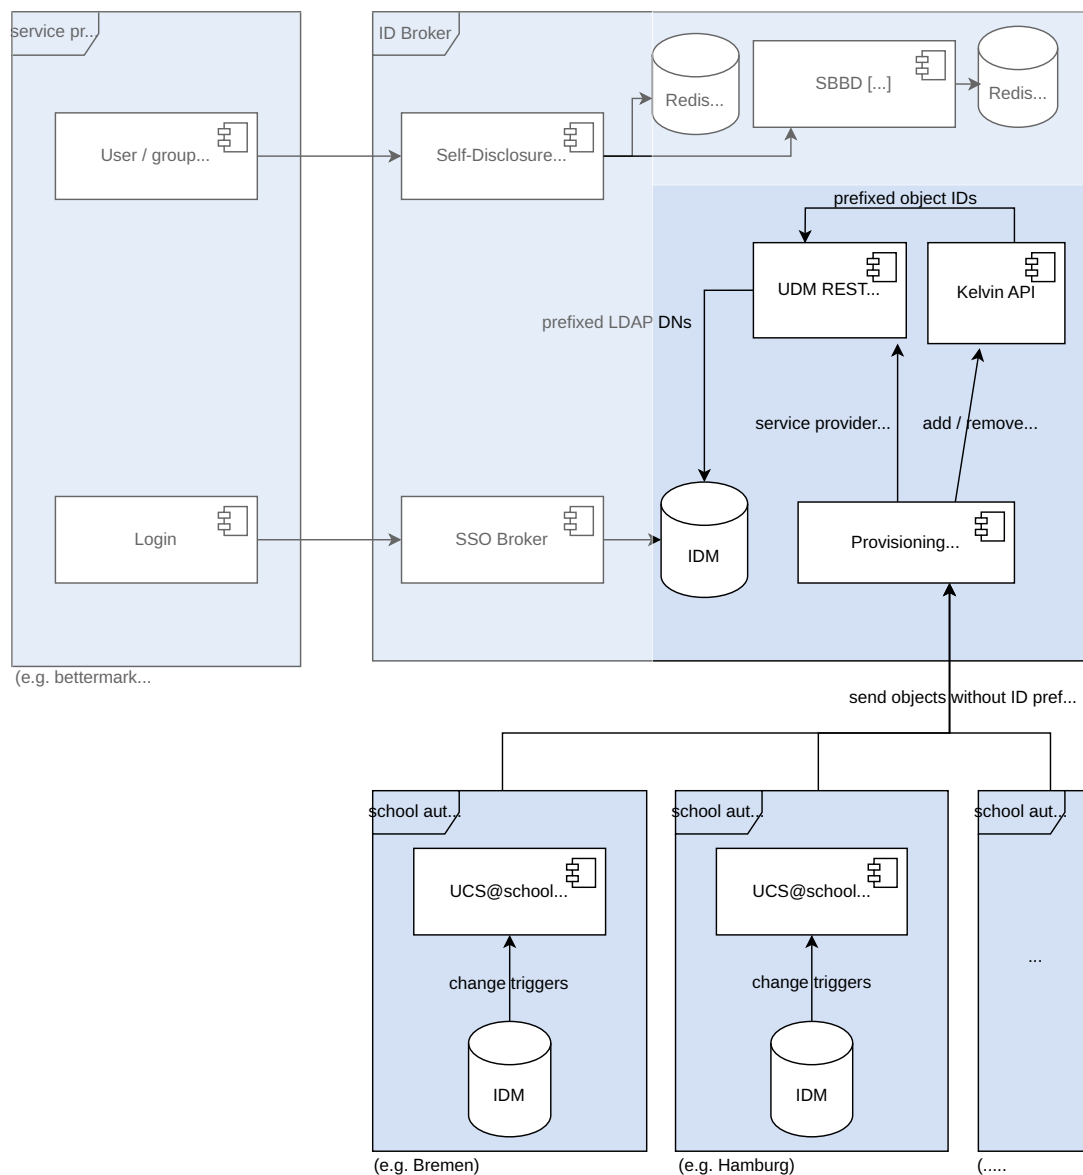 service pr...
ID Broker
Redis...
SBBD [...]
Redis...
User / group...
Self-Disclosure...
prefixed object IDs
UDM REST...
Kelvin API
prefixed LDAP DNs
service provider...
add / remove...
Login
SSO Broker
IDM
Provisioning...
(e.g. bettermark...
send objects without ID pref...
school aut...
school aut...
school aut...
UCS@school...
UCS@school...
...
change triggers
change triggers
IDM
IDM
(e.g. Bremen)
(e.g. Hamburg)
(.....